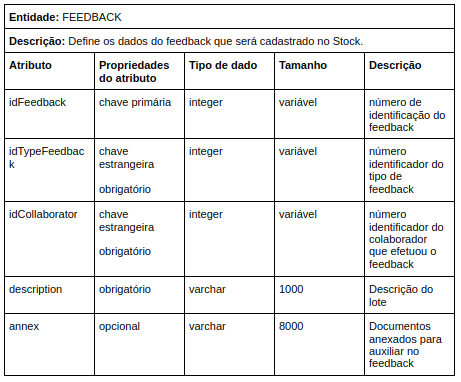 Entidade: FEEDBACK
Descrição: Define os dados do feedback que será cadastrado no Stock.
Atributo
Propriedades
do atributo
Tipo de dado
Tamanho
Descrição
idFeedback
chave primária
integer
variável
número de
identificação do
feedback
idTypeFeedbac
k
chave
estrangeira
obrigatório
integer
variável
número
identificador do
tipo de
feedback
idCollaborator
chave
estrangeira
obrigatório
integer
variável
número
identificador do
colaborador
que efetuou o
feedback
description
obrigatório
varchar
1000
Descrição do
lote
annex
opcional
varchar
8000
Documentos
anexados para
auxiliar no
feedback